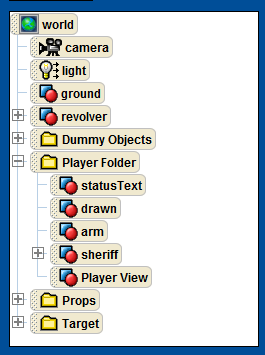 world
camera
light
ground
revolver
Dummy Objects
Player Folder
statusText
drawn
arm
sheriff
Player View
Props
Target